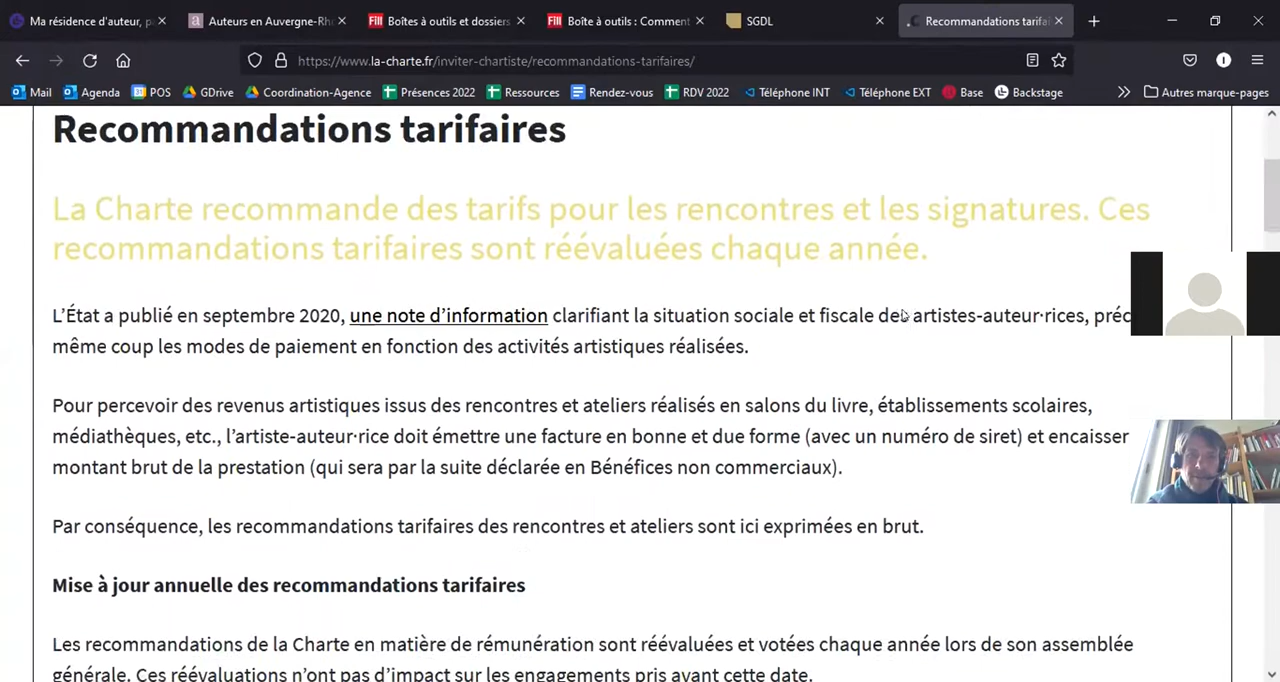 Ma résidence d'auteur, p
Auteurs en Auvergne-Rh
Fill Boîtes à outils et dossiers
Fill Boîte à outils : Comment
SGDL
Recommandations tarifai
https://www.la-charte.fr/inviter-chartiste/recommandations-tarifaires/
Mail Agenda POS GDrive Coordination-Agence Présences 2022 Ressources Rendez-vous RDV 2022 Téléphone INT Téléphone EXT Base Backstage Autres marque-pages
Recommandations tarifaires
La Charte recommande des tarifs pour les rencontres et les signatures. Ces
recommandations tarifaires sont réévaluées chaque année.
L’État a publié en septembre 2020, une note d’information clarifiant la situation sociale et fiscale des artistes-auteur·rices, préc
même coup les modes de paiement en fonction des activités artistiques réalisées.
Pour percevoir des revenus artistiques issus des rencontres et ateliers réalisés en salons du livre, établissements scolaires,
médiathèques, etc., l’artiste-auteur·rice doit émettre une facture en bonne et due forme (avec un numéro de siret) et encaisser
montant brut de la prestation (qui sera par la suite déclarée en Bénéfices non commerciaux).
Par conséquence, les recommandations tarifaires des rencontres et ateliers sont ici exprimées en brut.
Mise à jour annuelle des recommandations tarifaires
Les recommandations de la Charte en matière de rémunération sont réévaluées et votées chaque année lors de son assemblée
générale. Ces réévaluations n’ont pas d’impact sur les engagements pris avant cette date.